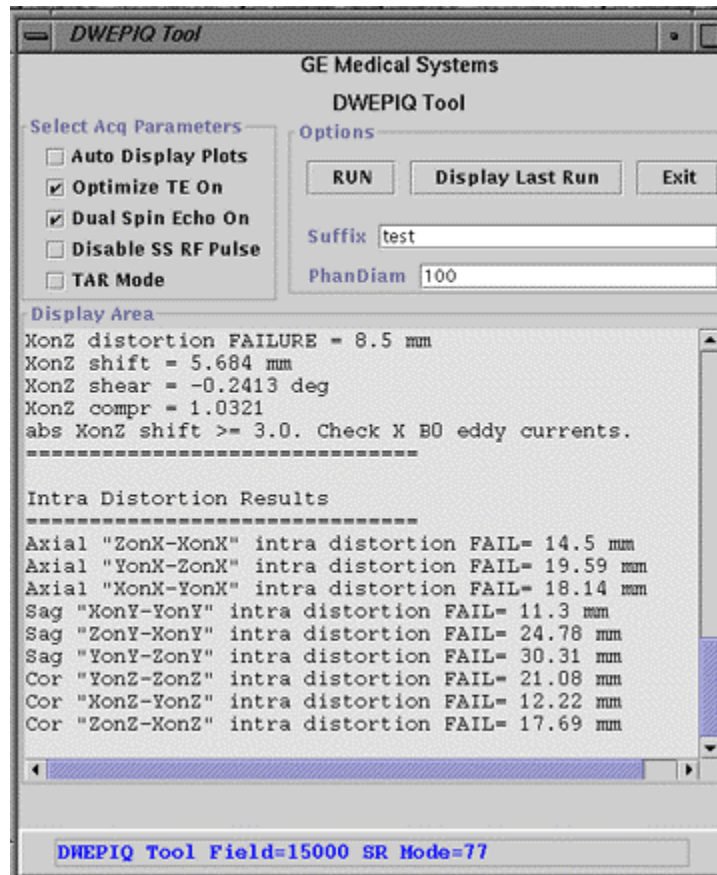 DWEPIQ Tool
GE Medical Systems
DWEPIQ Tool
Select Acq Parameters
Auto Display Plots
Optimize TE On
Dual Spin Echo On
Disable SS RF Pulse
TAR Mode
Options
RUN
Display Last Run
Exit
Suffix test
PhanDiam 100
Display Area
XonZ distortion FAILURE = 8.5 mm
XonZ shift = 5.684 mm
XonZ shear = -0.2413 deg
XonZ compr = 1.0321
abs XonZ shift >= 3.0. Check X B0 eddy currents.
================================
Intra Distortion Results
================================
Axial "ZonX-XonX" intra distortion FAIL= 14.5 mm
Axial "YonX-ZonX" intra distortion FAIL= 19.59 mm
Axial "XonX-YonX" intra distortion FAIL= 18.14 mm
Sag "XonY-YonY" intra distortion FAIL= 11.3 mm
Sag "ZonY-XonY" intra distortion FAIL= 24.78 mm
Sag "YonY-ZonY" intra distortion FAIL= 30.31 mm
Cor "YonZ-ZonZ" intra distortion FAIL= 21.08 mm
Cor "XonZ-YonZ" intra distortion FAIL= 12.22 mm
Cor "ZonZ-XonZ" intra distortion FAIL= 17.69 mm
DWEPIQ Tool Field=15000 SR Mode=77